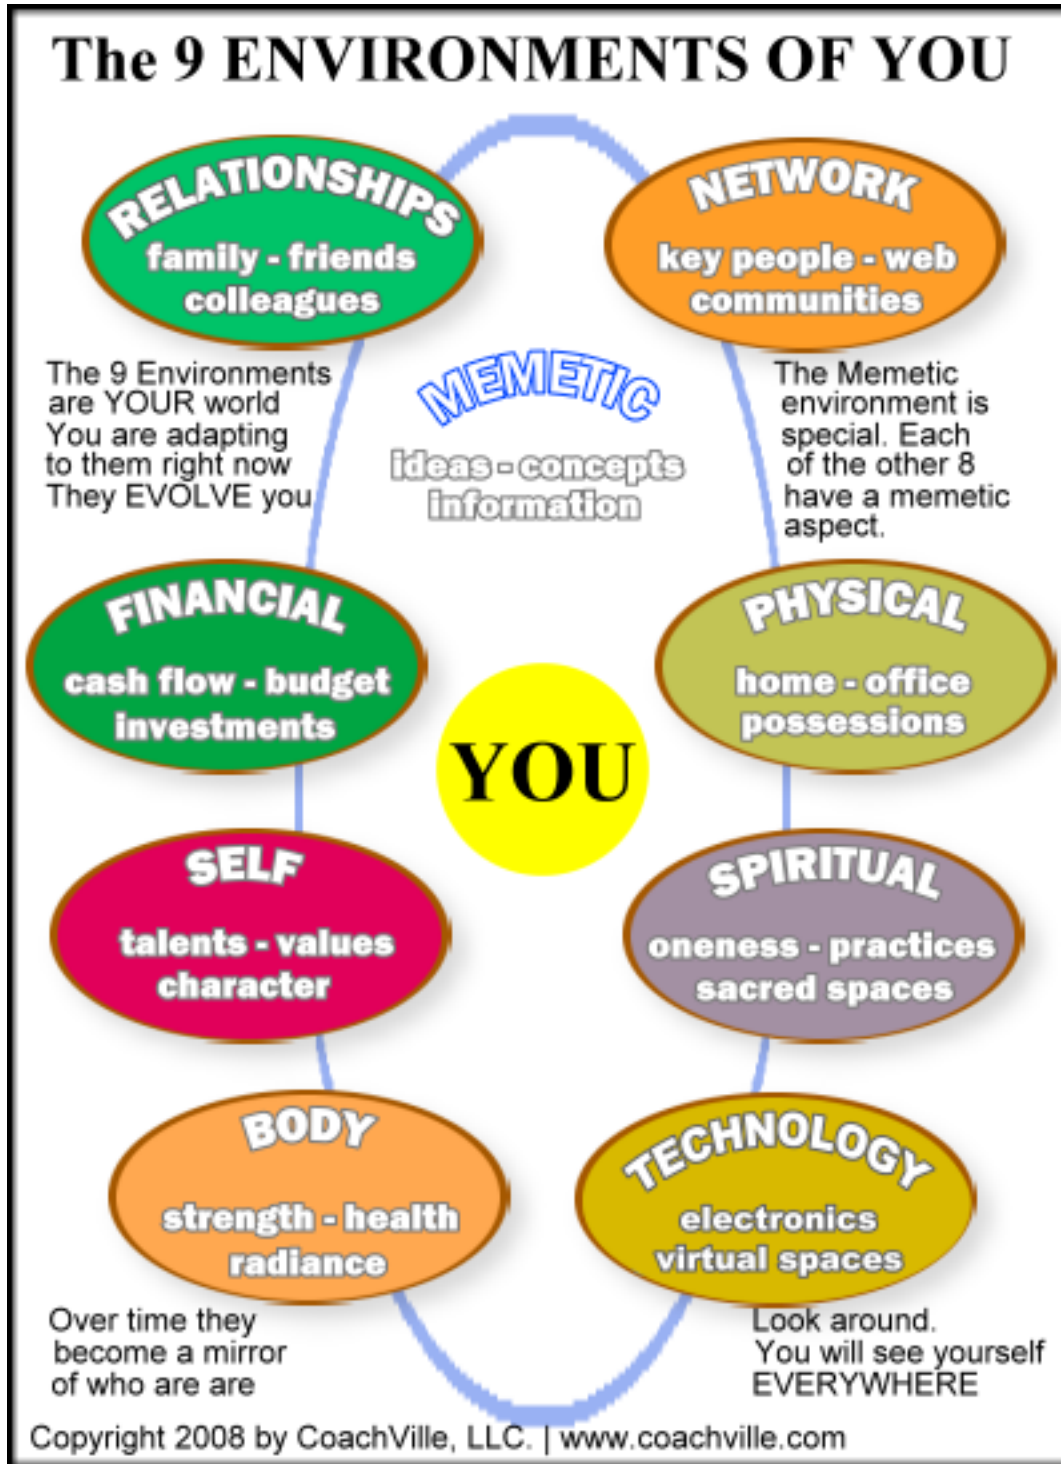 The 9 ENVIRONMENTS OF YOU
RELATIONSHIPS
family - friends
colleagues
NETWORK
key people - web
communities
The 9 Environments
are YOUR world
You are adapting
to them right now
They EVOLVE you
MEMETIC
ideas - concepts
information
The Memetic
environment is
special. Each
of the other 8
have a memetic
aspect.
FINANCIAL
cash flow - budget
investments
PHYSICAL
home - office
possessions
YOU
SELF
talents - values
character
SPIRITUAL
oneness - practices
sacred spaces
BODY
strength - health
radiance
TECHNOLOGY
electronics
virtual spaces
Over time they
become a mirror
of who are are
Look around.
You will see yourself
EVERYWHERE
Copyright 2008 by CoachVille, LLC. | www.coachville.com